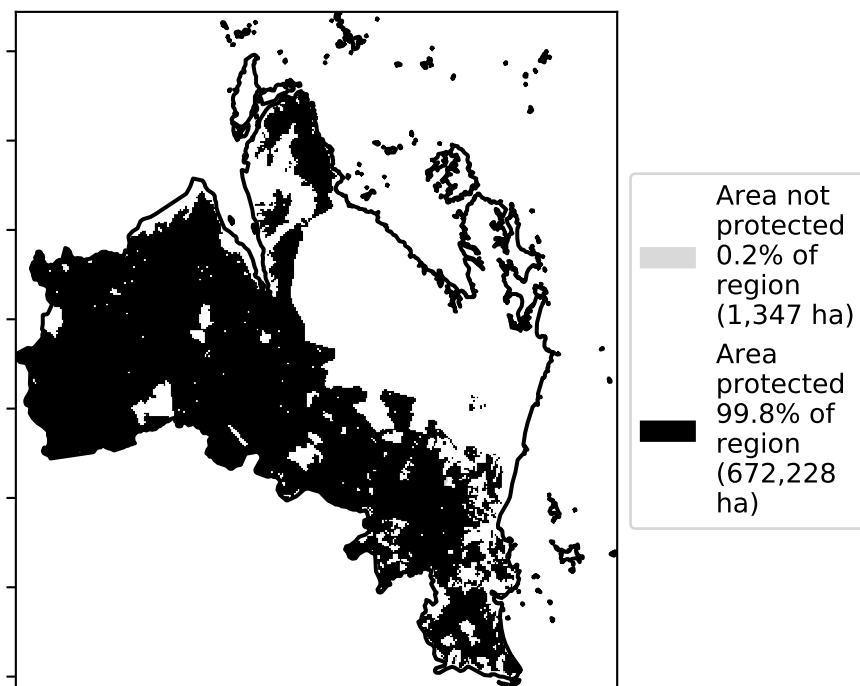 Area not
protected
0.2% of
region
(1,347 ha)
Area
protected
99.8% of
region
(672,228
ha)